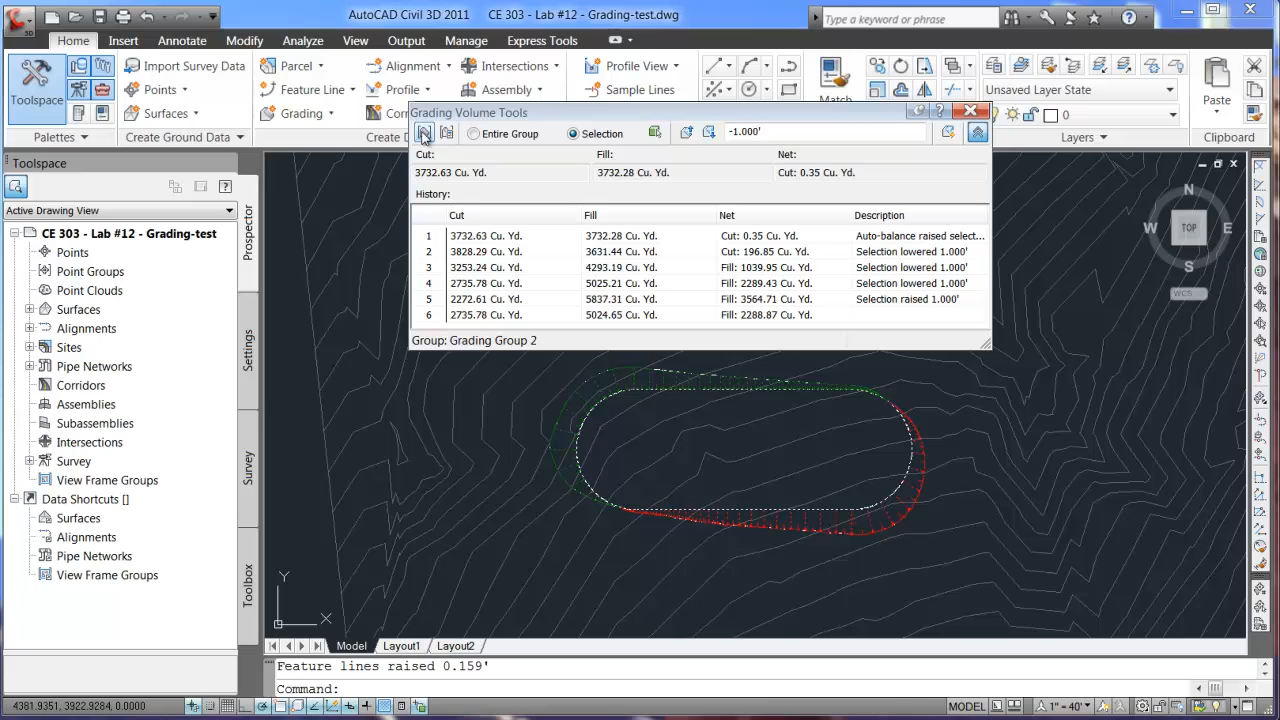 AutoCAD Civil 3D 2011 CE 303 - Lab #12 - Grading-test.dwg
Type a keyword or phrase
Home Insert Annotate Modify Analyze View Output Manage Express Tools
Toolspace
Import Survey Data
Points
Surfaces
Parcel
Feature Line
Grading
Alignment
Profile
Intersections
Assembly
Profile View
Sample Lines
Unsaved Layer State
0
Paste
Palettes
Create Ground Data
Layers
Clipboard
Grading Volume Tools
Entire Group Selection -1.000'
Cut: Fill: Net:
3732.63 Cu. Yd. 3732.28 Cu. Yd. Cut: 0.35 Cu. Yd.
History:
Cut Fill Net Description
1 3732.63 Cu. Yd. 3732.28 Cu. Yd. Cut: 0.35 Cu. Yd. Auto-balance raised select...
2 3828.29 Cu. Yd. 3631.44 Cu. Yd. Cut: 196.85 Cu. Yd. Selection lowered 1.000'
3 3253.24 Cu. Yd. 4293.19 Cu. Yd. Fill: 1039.95 Cu. Yd. Selection lowered 1.000'
4 2735.78 Cu. Yd. 5025.21 Cu. Yd. Fill: 2289.43 Cu. Yd. Selection lowered 1.000'
5 2272.61 Cu. Yd. 5837.31 Cu. Yd. Fill: 3564.71 Cu. Yd. Selection raised 1.000'
6 2735.78 Cu. Yd. 5024.65 Cu. Yd. Fill: 2288.87 Cu. Yd.
Group: Grading Group 2
Toolspace
Active Drawing View
CE 303 - Lab #12 - Grading-test
Points
Point Groups
Point Clouds
Surfaces
Alignments
Sites
Pipe Networks
Corridors
Assemblies
Subassemblies
Intersections
Survey
View Frame Groups
Data Shortcuts []
Surfaces
Alignments
Pipe Networks
View Frame Groups
Prospector
Settings
Survey
Toolbox
N
W TOP E
S
WCS
Y
X
Model Layout1 Layout2
Feature lines raised 0.159'
Command:
4381.9351, 3922.9284, 0.0000
MODEL 1" = 40'